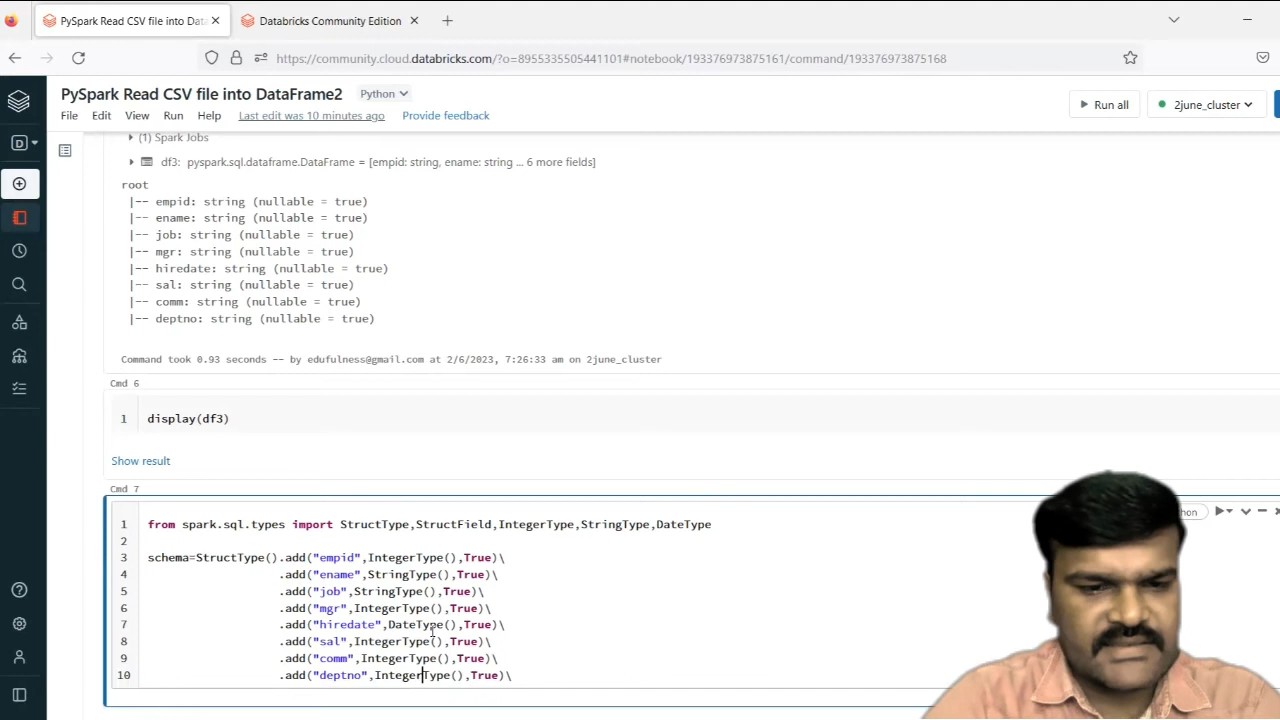 PySpark Read CSV file into Data
Databricks Community Edition
https://community.cloud.databricks.com/?o=8955335505441101#notebook/193376973875161/command/193376973875168
PySpark Read CSV file into DataFrame2
Python
File Edit View Run Help Last edit was 10 minutes ago Provide feedback
Run all
2june_cluster
D
(1) Spark Jobs
df3: pyspark.sql.dataframe.DataFrame = [empid: string, ename: string ... 6 more fields]
root
|-- empid: string (nullable = true)
|-- ename: string (nullable = true)
|-- job: string (nullable = true)
|-- mgr: string (nullable = true)
|-- hiredate: string (nullable = true)
|-- sal: string (nullable = true)
|-- comm: string (nullable = true)
|-- deptno: string (nullable = true)
Command took 0.93 seconds -- by edufulness@gmail.com at 2/6/2023, 7:26:33 am on 2june_cluster
Cmd 6
1 display(df3)
Show result
Cmd 7
hon
1 from spark.sql.types import StructType,StructField,IntegerType,StringType,DateType
2
3 schema=StructType().add("empid",IntegerType(),True)\
4 .add("ename",StringType(),True)\
5 .add("job",StringType(),True)\
6 .add("mgr",IntegerType(),True)\
7 .add("hiredate",DateType(),True)\
8 .add("sal",IntegerType(),True)\
9 .add("comm",IntegerType(),True)\
10 .add("deptno",IntegerType(),True)\